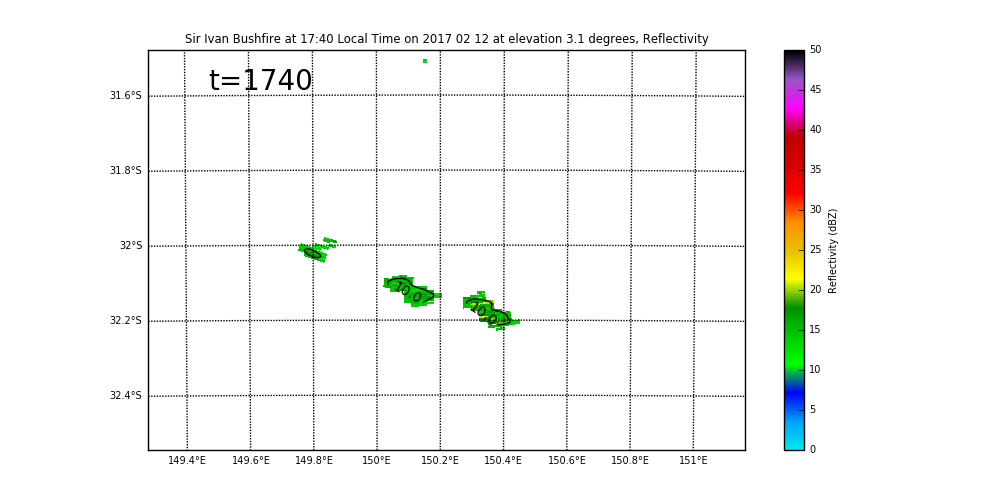 Sir Ivan Bushfire at 17:40 Local Time on 2017 02 12 at elevation 3.1 degrees, Reflectivity
t=1740
31.6°S
31.8°S
32°S
32.2°S
32.4°S
10.0
10.0
149.4°E 149.6°E 149.8°E 150°E 150.2°E 150.4°E 150.6°E 150.8°E 151°E
50
45
40
35
30
25
20
15
10
5
0
Reflectivity (dBZ)